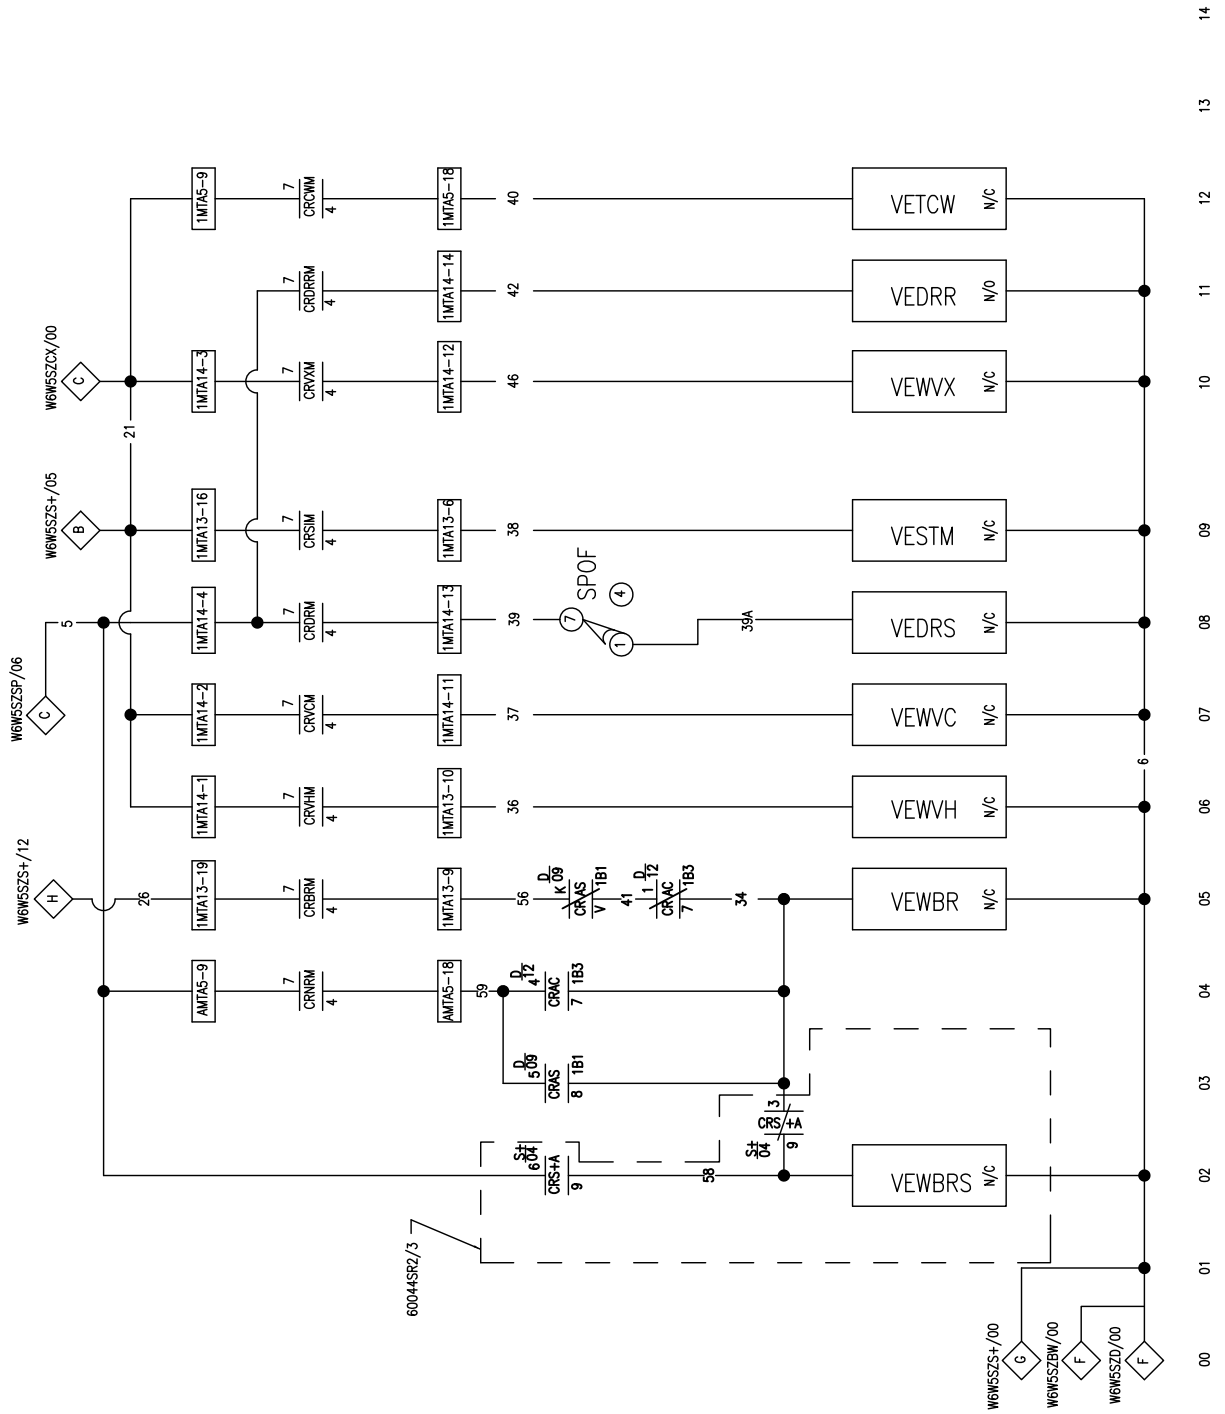 14
13
12
11
10
09
08
07
06
05
04
03
02
01
00
1MTA5-9
7
CRCWM
4
1MTA5-18
40
VETCW
N/C
7
CRDRRM
4
1MTA14-14
42
VEDRR
N/O
W6W5SZCX/00
C
21
1MTA14-3
7
CRVXM
4
1MTA14-12
46
VEWVX
N/C
W6W5SZS+/05
B
1MTA13-16
7
CRSIM
4
1MTA13-6
38
VESTM
N/C
5
1MTA14-4
7
CRDRM
4
1MTA14-13
39
7
SPOF
4
1
39A
VEDRS
N/C
W6W5SZSP/06
C
1MTA14-2
7
CRVCM
4
1MTA14-11
37
VEWVC
N/C
1MTA14-1
7
CRVHM
4
1MTA13-10
36
VEWVH
N/C
6
W6W5SZS+/12
H
26
1MTA13-19
7
CRBRM
4
1MTA13-9
56
D
K 09
CRAS
V 1B1
41
D
1 12
CRAC
7 1B3
34
VEWBR
N/C
AMTA5-9
7
CRNRM
4
AMTA5-18
59
D
4 12
CRAC
7 1B3
D
5 09
CRAS
8 1B1
S+
6 04
CRS+A
9
58
3
CRS+A
S+
04
9
VEWBRS
N/C
60044SR2/3
W6W5SZS+/00
G
W6W5SZBW/00
F
W6W5SZD/00
F